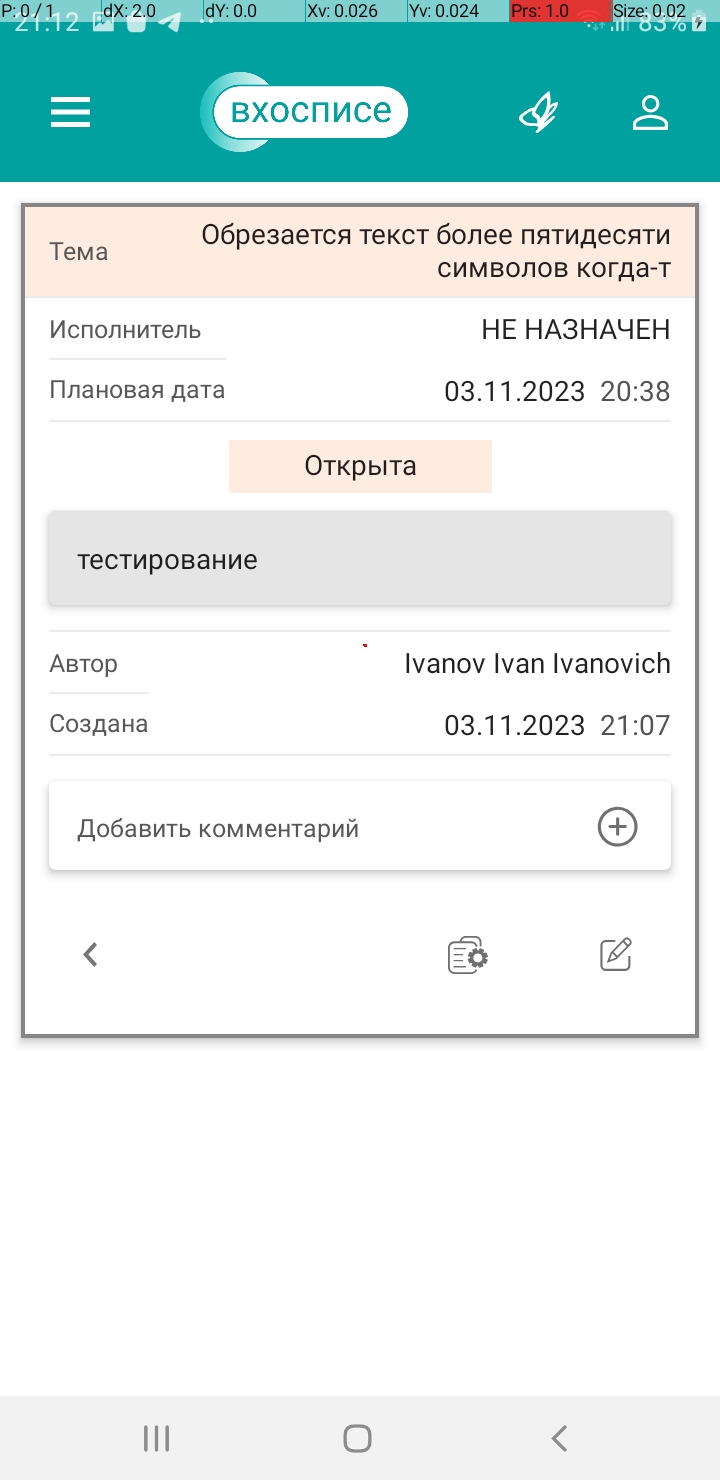 P: 0 / 1 dX: 2.0 dY: 0.0 Xv: 0.026 Yv: 0.024 Prs: 1.0 Size: 0.02
21:12 83%
вхосписе
Тема Обрезается текст более пятидесяти
символов когда-т
Исполнитель НЕ НАЗНАЧЕН
Плановая дата 03.11.2023 20:38
Открыта
тестирование
Автор Ivanov Ivan Ivanovich
Создана 03.11.2023 21:07
Добавить комментарий